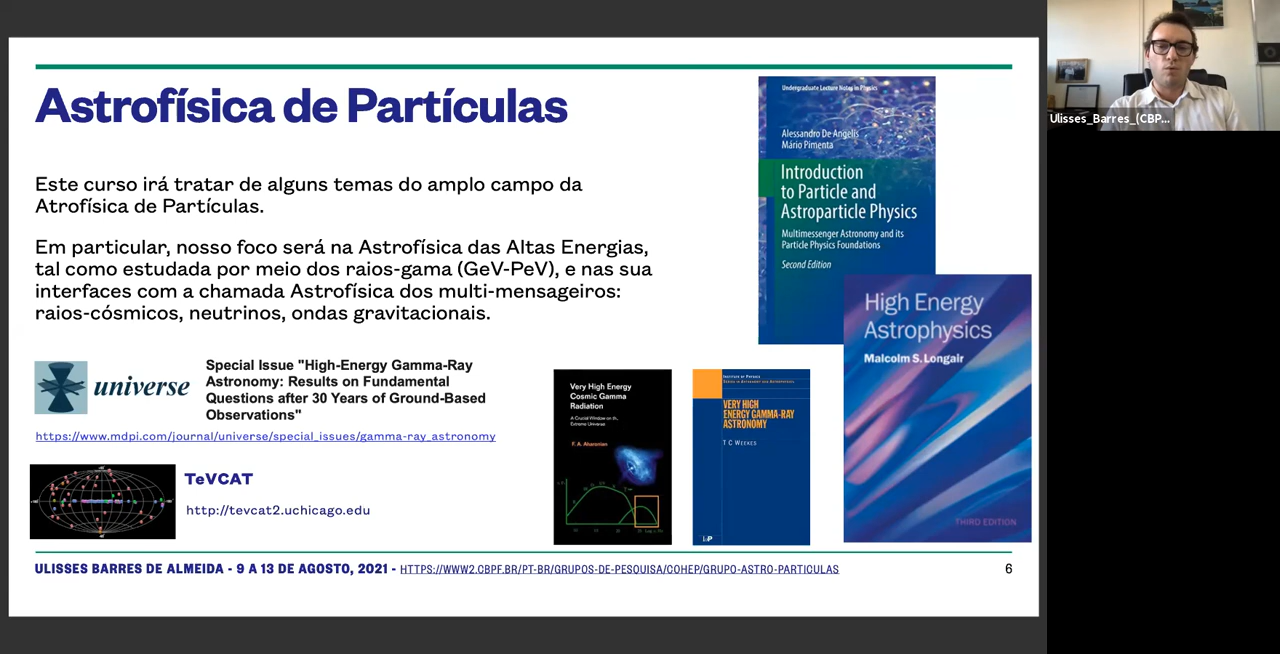 Astrofísica de Partículas
Este curso irá tratar de alguns temas do amplo campo da
Atrofísica de Partículas.
Em particular, nosso foco será na Astrofísica das Altas Energias,
tal como estudada por meio dos raios-gama (GeV-PeV), e nas sua
interfaces com a chamada Astrofísica dos multi-mensageiros:
raios-cósmicos, neutrinos, ondas gravitacionais.
universe
Special Issue "High-Energy Gamma-Ray
Astronomy: Results on Fundamental
Questions after 30 Years of Ground-Based
Observations"
https://www.mdpi.com/journal/universe/special_issues/gamma-ray_astronomy
TeVCAT
http://tevcat2.uchicago.edu
Undergraduate Lecture Notes in Physics
Alessandro De Angelis
Mário Pimenta
Introduction
to Particle and
Astroparticle Physics
Multimessenger Astronomy and its
Particle Physics Foundations
Second Edition
High Energy
Astrophysics
Malcolm S. Longair
THIRD EDITION
Very High Energy
Cosmic Gamma
Radiation
A Crucial Window on the
Extreme Universe
F. A. Aharonian
INSTITUTE OF PHYSICS
SERIES IN ASTRONOMY AND ASTROPHYSICS
VERY HIGH
ENERGY GAMMA-RAY
ASTRONOMY
T C WEEKES
IoP
ULISSES BARRES DE ALMEIDA - 9 A 13 DE AGOSTO, 2021 - HTTPS://WWW2.CBPF.BR/PT-BR/GRUPOS-DE-PESQUISA/COHEP/GRUPO-ASTRO-PARTICULAS
6
Ulisses_Barres_(CBP...